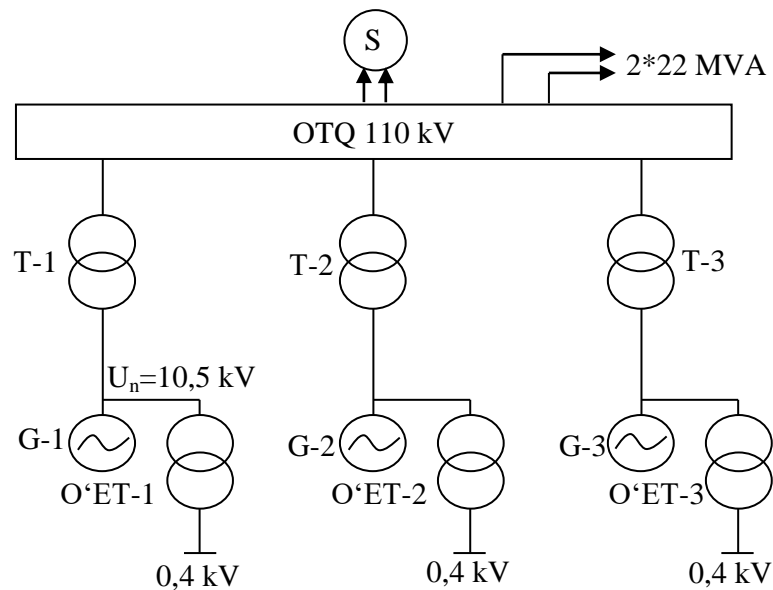 S
2*22 MVA
OTQ 110 kV
T-1
T-2
T-3
Uₙ=10,5 kV
G-1
G-2
G-3
O‘ET-1
O‘ET-2
O‘ET-3
0,4 kV
0,4 kV
0,4 kV